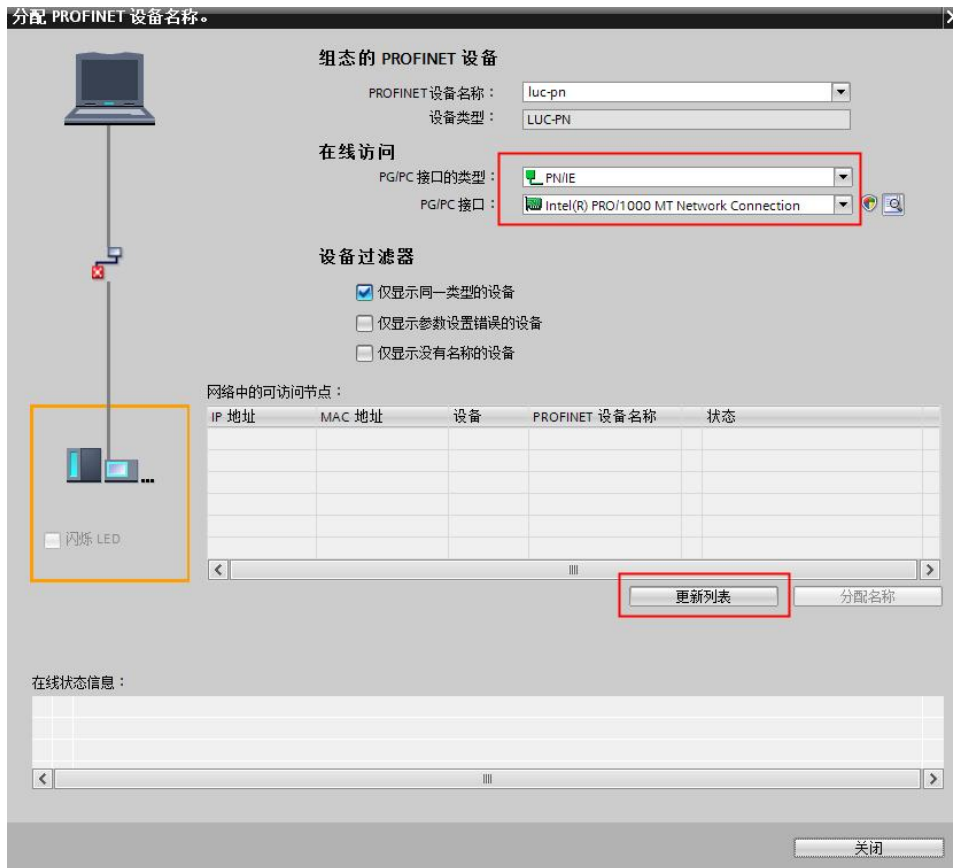 分配 PROFINET 设备名称。
组态的 PROFINET 设备
PROFINET设备名称： luc-pn
设备类型： LUC-PN
在线访问
PG/PC 接口的类型： PN/IE
PG/PC 接口： Intel(R) PRO/1000 MT Network Connection
设备过滤器
仅显示同一类型的设备
仅显示参数设置错误的设备
仅显示没有名称的设备
网络中的可访问节点：
IP 地址 MAC 地址 设备 PROFINET 设备名称 状态
闪烁 LED
更新列表 分配名称
在线状态信息：
关闭